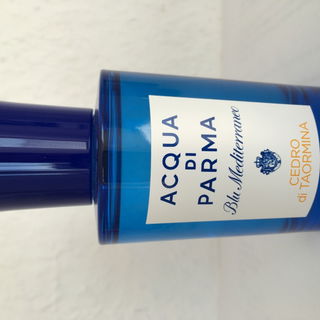 ACQUA
DI
PARMA
Blu Mediterraneo
CEDRO
di TAORMINA